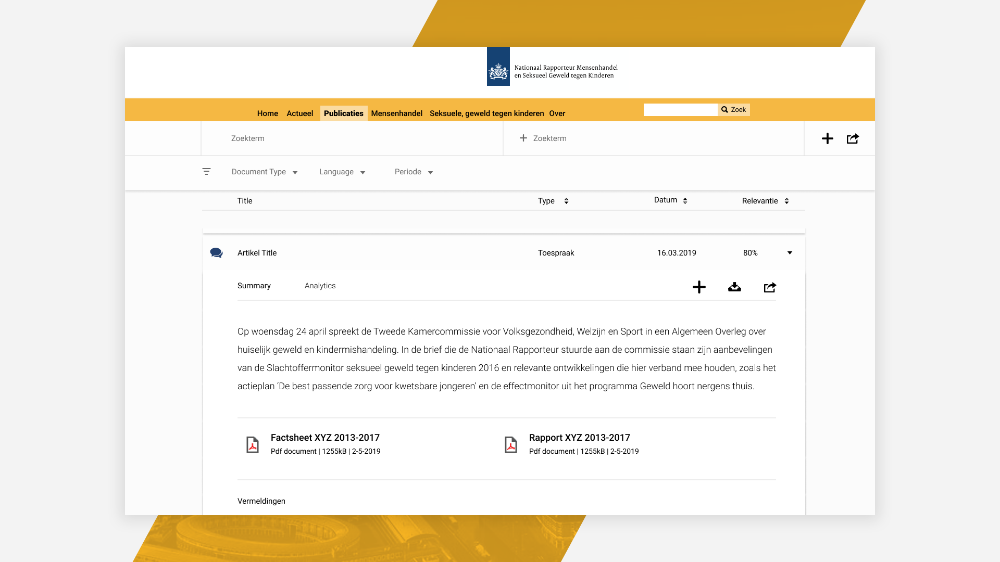 Nationaal Rapporteur Mensenhandel
en Seksueel Geweld tegen Kinderen
Home Actueel Publicaties Mensenhandel Seksuele, geweld tegen kinderen Over Zoek
Zoekterm + Zoekterm
Document Type Language Periode
Title Type Datum Relevantie
Artikel Title Toespraak 16.03.2019 80%
Summary Analytics
Op woensdag 24 april spreekt de Tweede Kamercommissie voor Volksgezondheid, Welzijn en Sport in een Algemeen Overleg over
huiselijk geweld en kindermishandeling. In de brief die de Nationaal Rapporteur stuurde aan de commissie staan zijn aanbevelingen
van de Slachtoffermonitor seksueel geweld tegen kinderen 2016 en relevante ontwikkelingen die hier verband mee houden, zoals het
actieplan ‘De best passende zorg voor kwetsbare jongeren’ en de effectmonitor uit het programma Geweld hoort nergens thuis.
Factsheet XYZ 2013-2017 Rapport XYZ 2013-2017
Pdf document | 1255kB | 2-5-2019 Pdf document | 1255kB | 2-5-2019
Vermeldingen